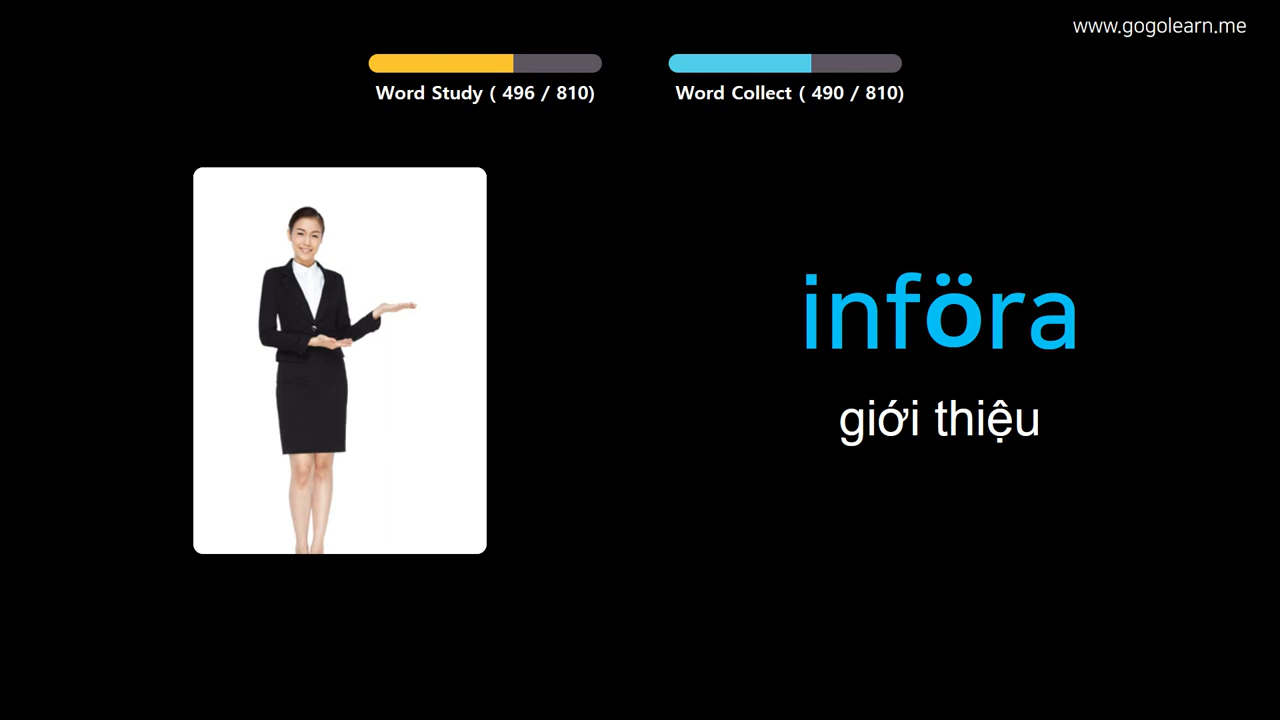 www.gogolearn.me
Word Study ( 496 / 810)
Word Collect ( 490 / 810)
införa
giới thiệu